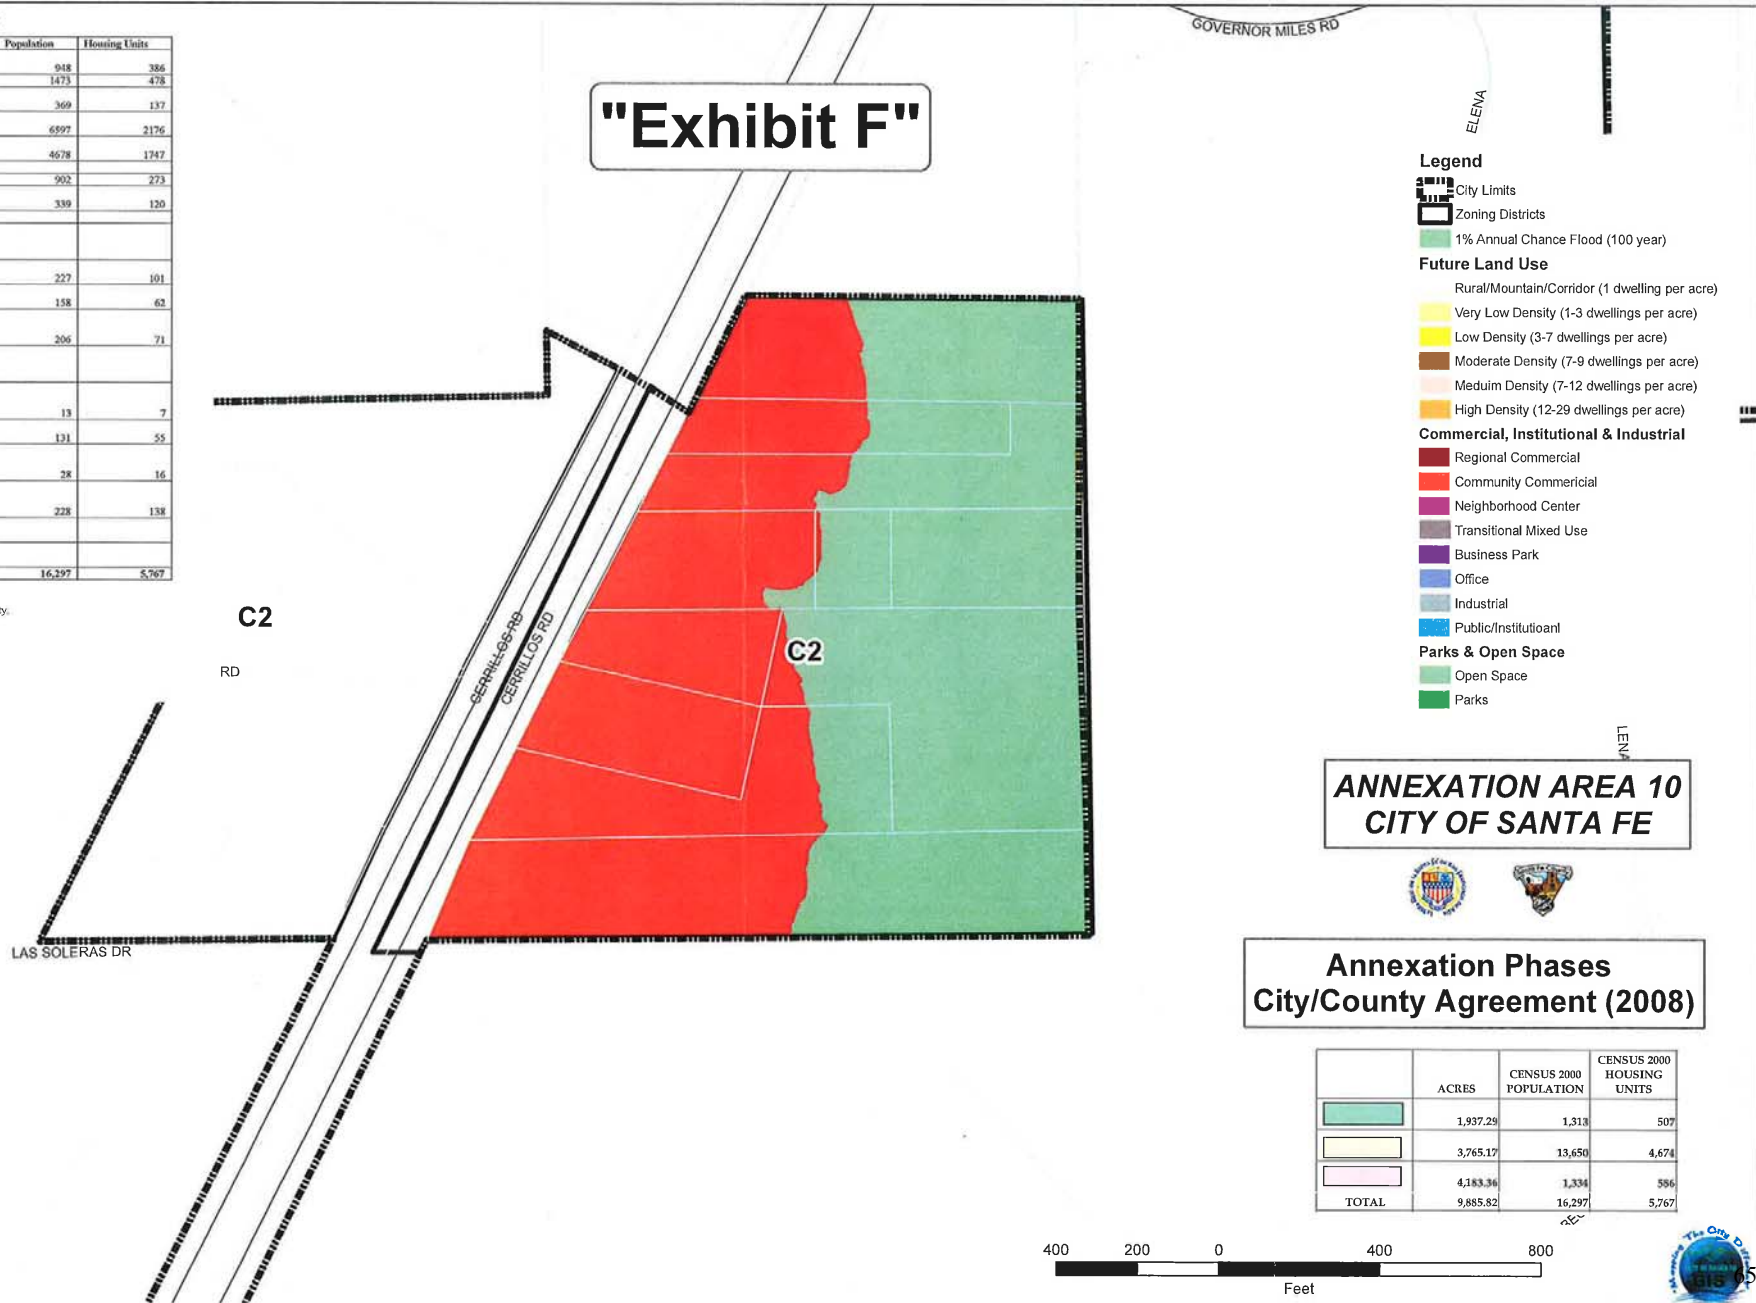 Population Housing Units
948 386
1473 478
369 137
6597 2176
4678 1747
902 273
339 120
227 101
158 62
206 71
13 7
131 55
28 16
228 138
16,297 5,767
ty.
"Exhibit F"
GOVERNOR MILES RD
ELENA
C2
RD
CERRILLOS RD
CERRILLOS RD
C2
LAS SOLERAS DR
Legend
City Limits
Zoning Districts
1% Annual Chance Flood (100 year)
Future Land Use
Rural/Mountain/Corridor (1 dwelling per acre)
Very Low Density (1-3 dwellings per acre)
Low Density (3-7 dwellings per acre)
Moderate Density (7-9 dwellings per acre)
Meduim Density (7-12 dwellings per acre)
High Density (12-29 dwellings per acre)
Commercial, Institutional & Industrial
Regional Commercial
Community Commericial
Neighborhood Center
Transitional Mixed Use
Business Park
Office
Industrial
Public/Institutioanl
Parks & Open Space
Open Space
Parks
LENA
ANNEXATION AREA 10
CITY OF SANTA FE
Annexation Phases
City/County Agreement (2008)
ACRES CENSUS 2000 POPULATION CENSUS 2000 HOUSING UNITS
1,937.29 1,313 507
3,765.17 13,650 4,674
4,183.36 1,334 586
TOTAL 9,885.82 16,297 5,767
400 200 0 400 800
Feet
Mapping The City D
GIS
65